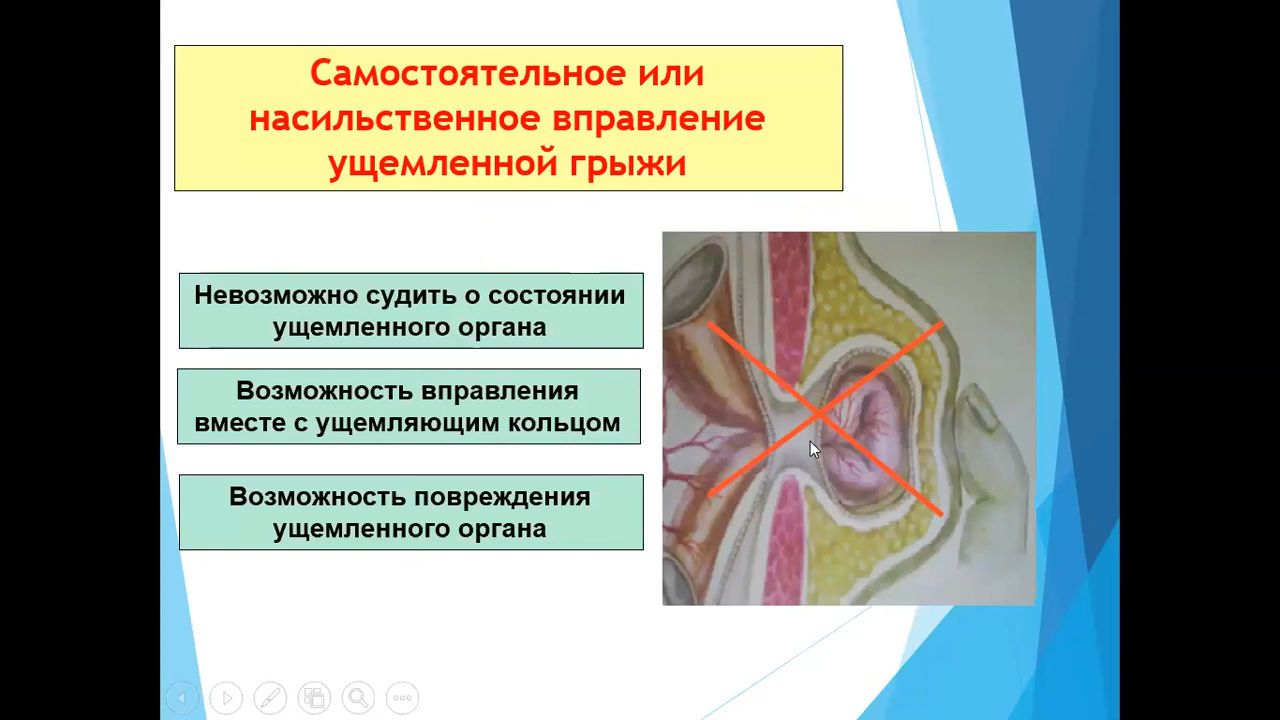 Самостоятельное или
насильственное вправление
ущемленной грыжи
Невозможно судить о состоянии
ущемленного органа
Возможность вправления
вместе с ущемляющим кольцом
Возможность повреждения
ущемленного органа